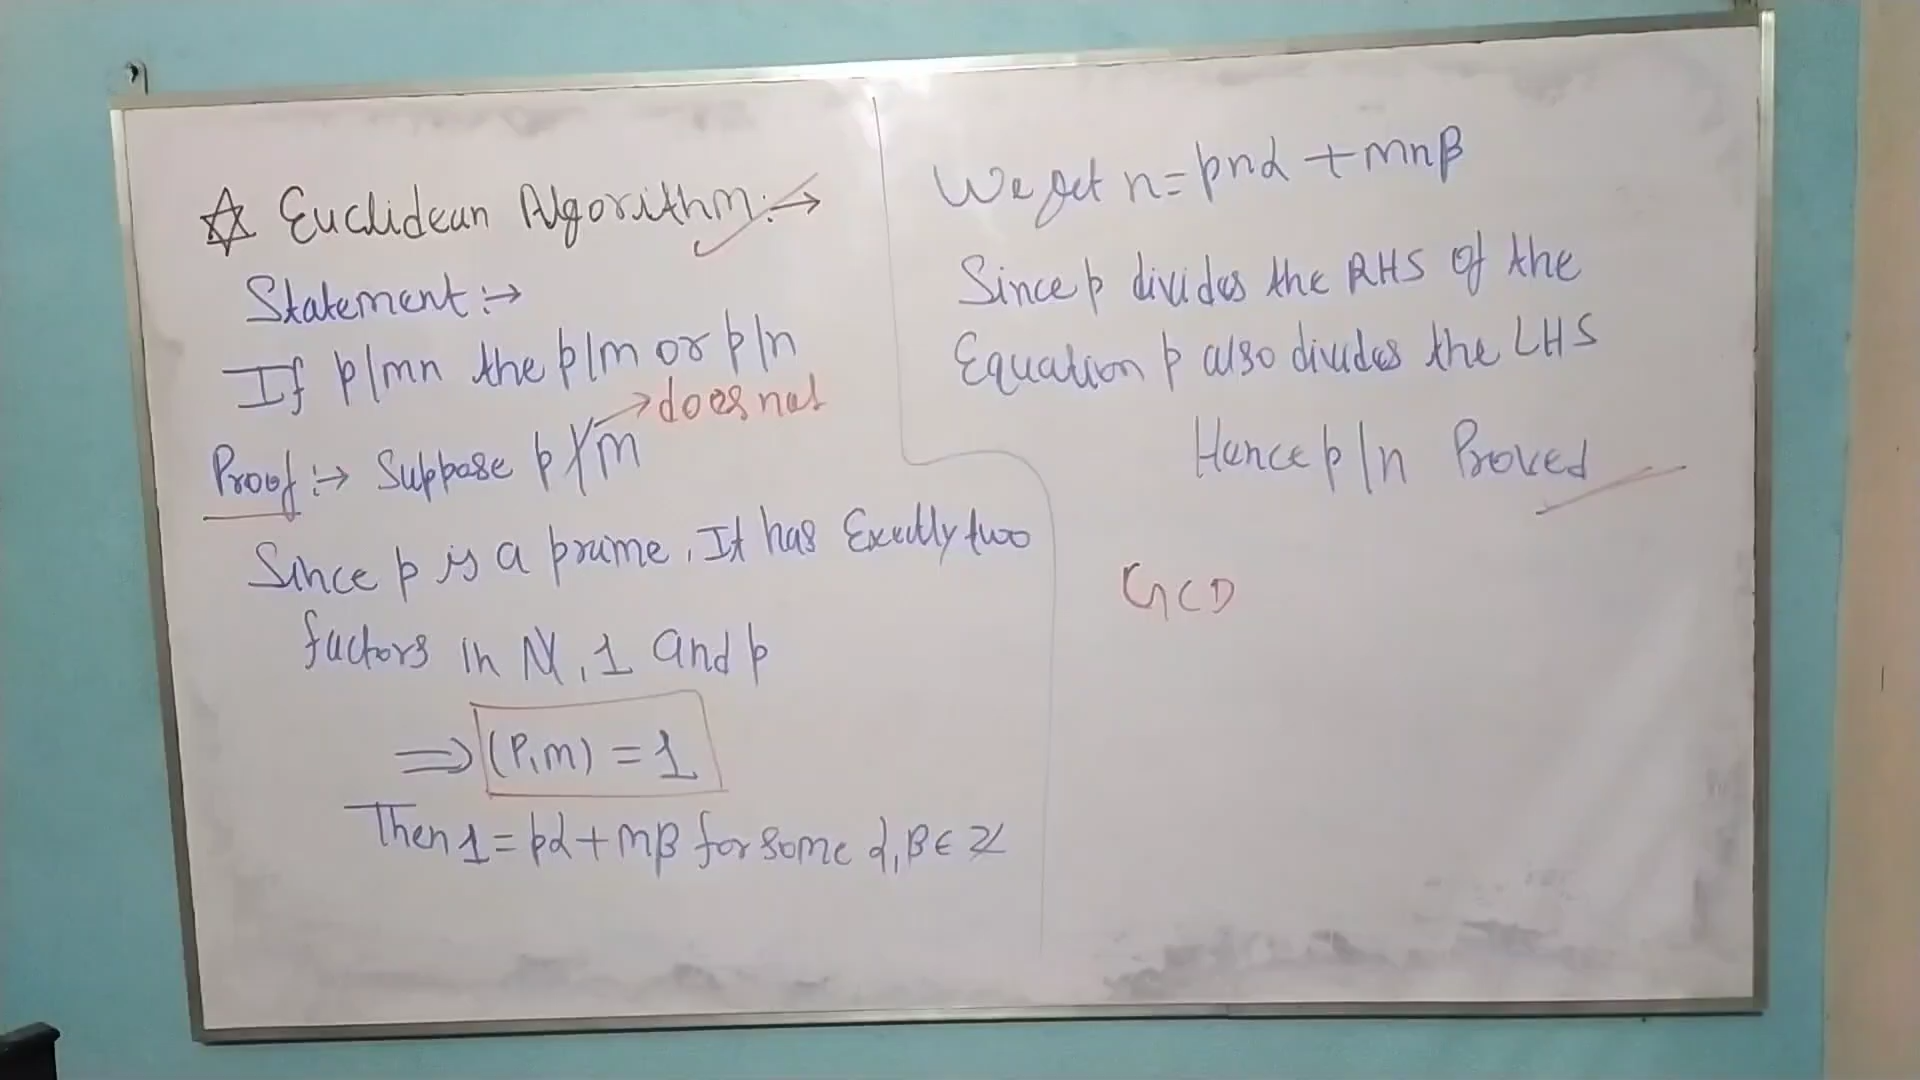 ☆ Euclidean Algorithm :→
Statement :→
If p|mn the p|m or p|n
→ does not
Proof :→ Suppose p∤m
Since p is a prime, It has Exectly two
factors in N, 1 and p
⇒ (P,m) = 1
Then 1 = pα + mβ for some α, β ∈ Z
We get n = pnα + mnβ
Since p divides the RHS of the
Equation p also divides the LHS
Hence p|n Proved
GCD